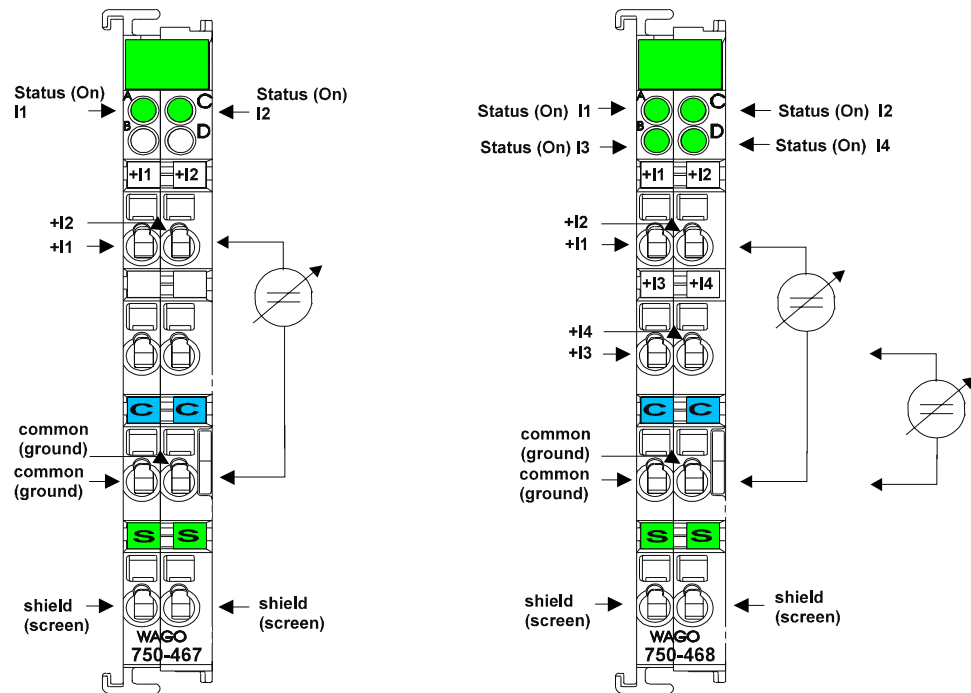 Status (On)
I1
A
C
Status (On)
I2
B
D
+I1
+I2
+I2
+I1
C
C
common
(ground)
common
(ground)
S
S
shield
(screen)
shield
(screen)
WAGO
750-467
Status (On) I1
A
C
Status (On) I2
Status (On) I3
B
D
Status (On) I4
+I1
+I2
+I2
+I1
+I3
+I4
+I4
+I3
C
C
common
(ground)
common
(ground)
S
S
shield
(screen)
shield
(screen)
WAGO
750-468